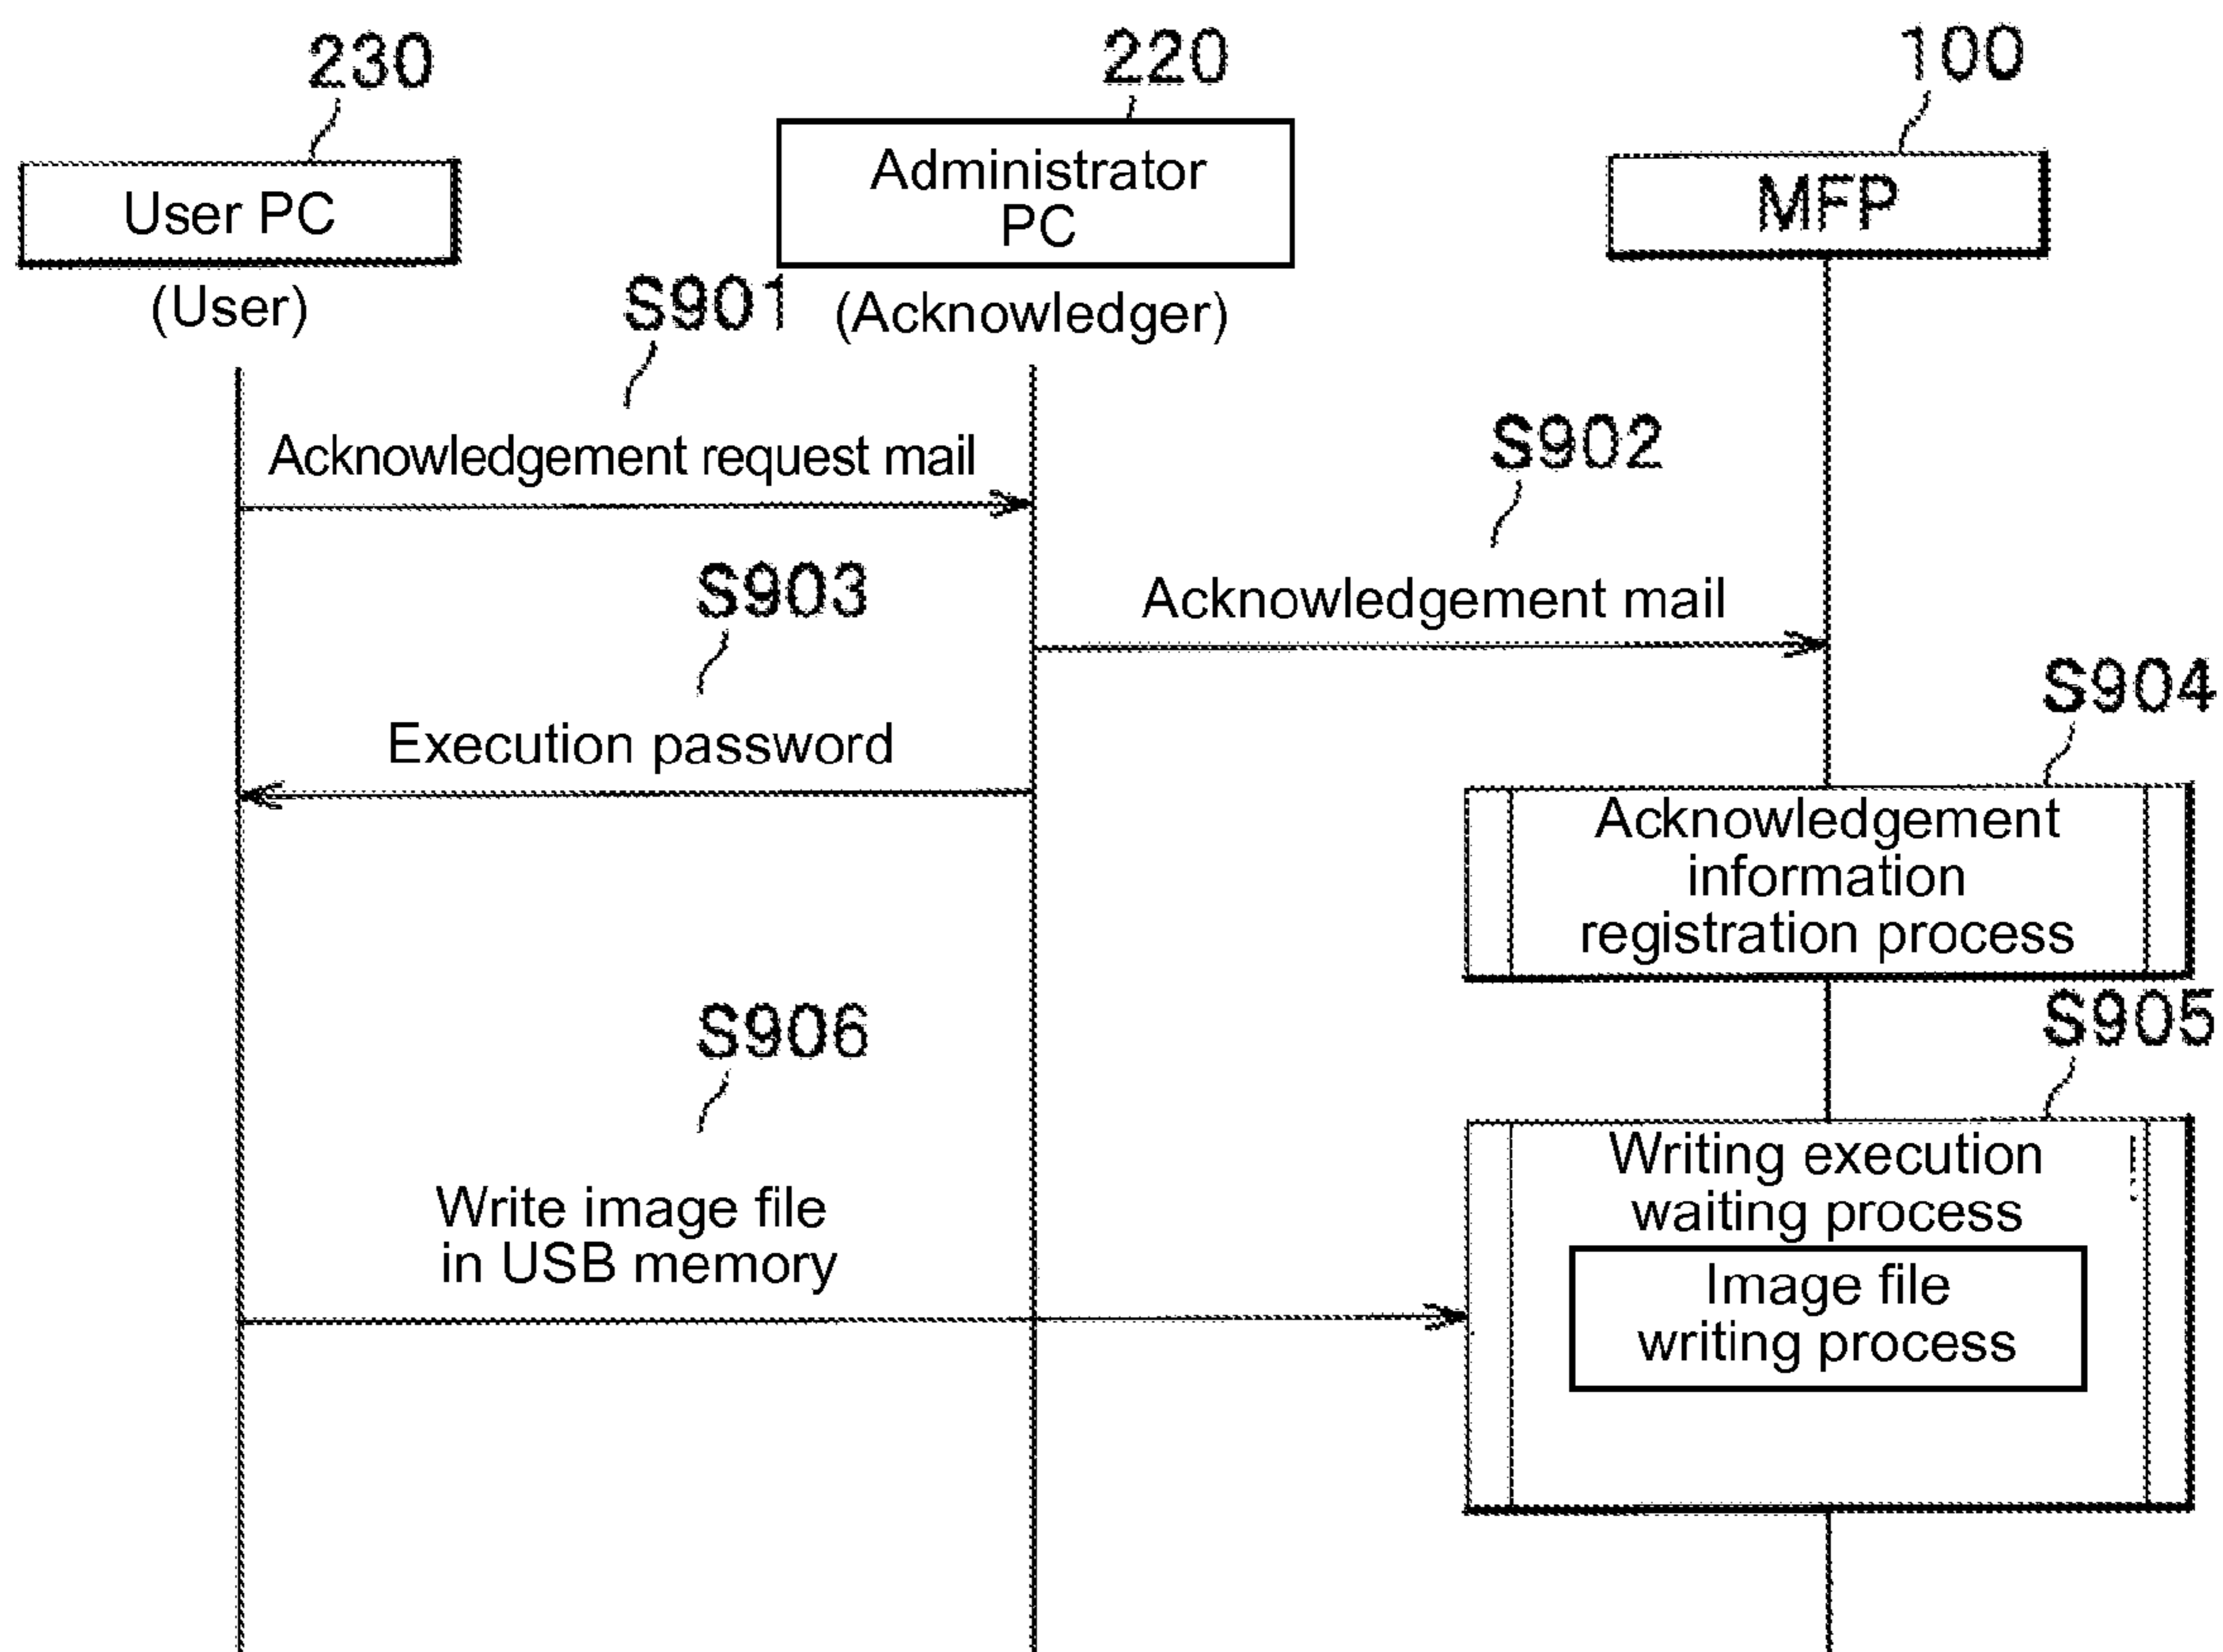 230
220
100
User PC
Administrator
PC
MFP
(User)
S901
(Acknowledger)
Acknowledgement request mail
S902
S903
Acknowledgement mail
S904
Execution password
Acknowledgement
information
registration process
S906
S905
Write image file
in USB memory
Writing execution
waiting process
Image file
writing process